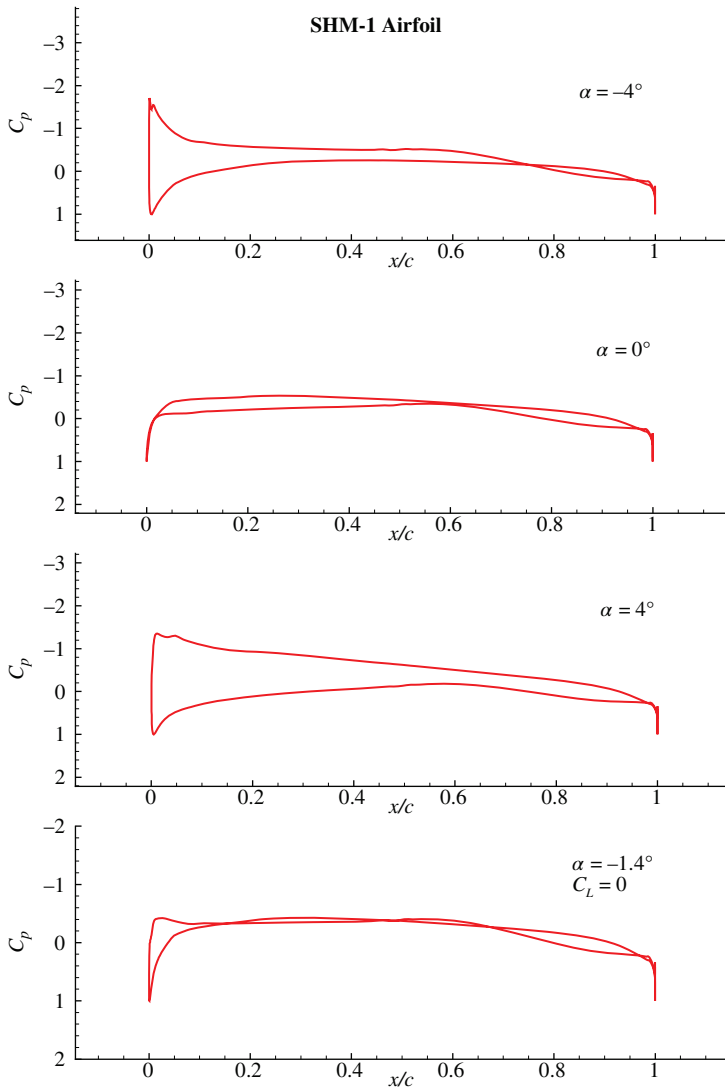 SHM-1 Airfoil
–3
–2
–1
0
1
C_p
α = –4°
0 0.2 0.4 0.6 0.8 1
x/c
–3
–2
–1
0
1
2
C_p
α = 0°
0 0.2 0.4 0.6 0.8 1
x/c
–3
–2
–1
0
1
2
C_p
α = 4°
0 0.2 0.4 0.6 0.8 1
x/c
–2
–1
0
1
2
C_p
α = –1.4°
C_L = 0
0 0.2 0.4 0.6 0.8 1
x/c